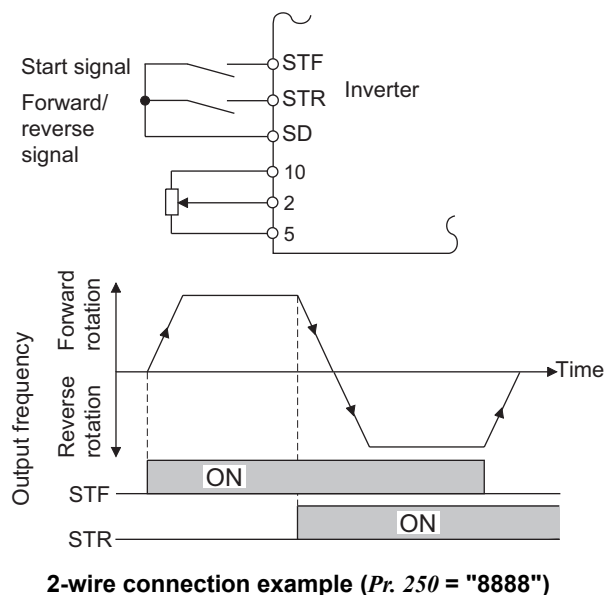 Start signal
STF
Forward/
reverse
signal
STR
Inverter
SD
10
2
5
Output frequency
Forward
rotation
Reverse
rotation
Time
STF
ON
STR
ON
2-wire connection example (Pr. 250 = "8888")